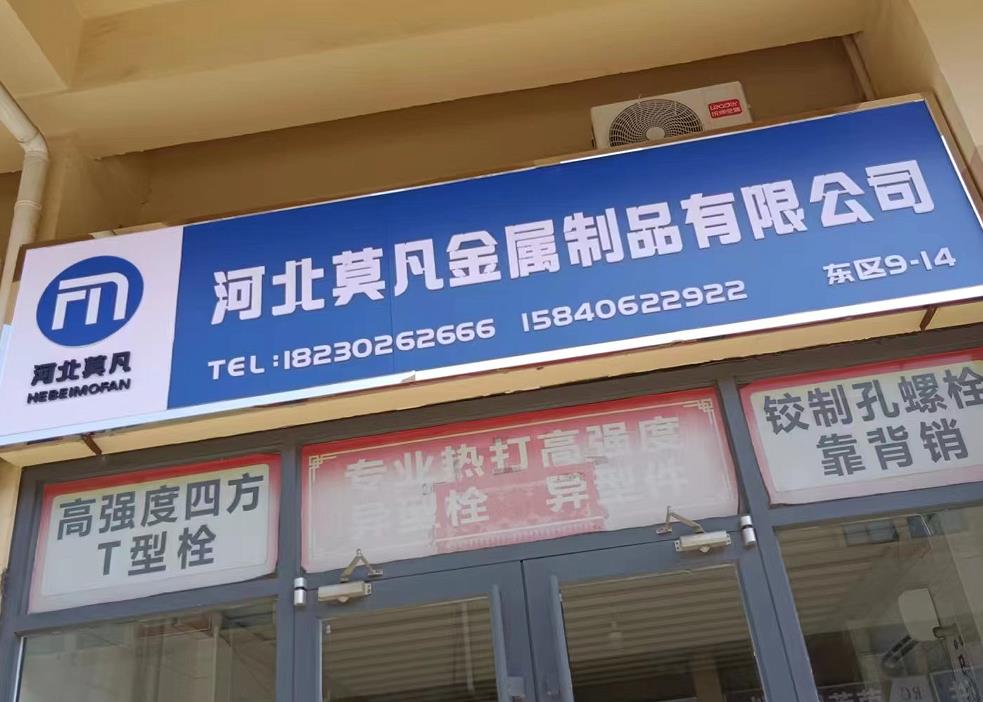 Leader
河北莫凡金属制品有限公司
TEL:18230262666 15840622922 东区9-14
河北莫凡
HEBEIMOFAN
高强度四方
T型栓
专业热打高强度
异型栓 异型件
铰制孔螺栓
靠背销